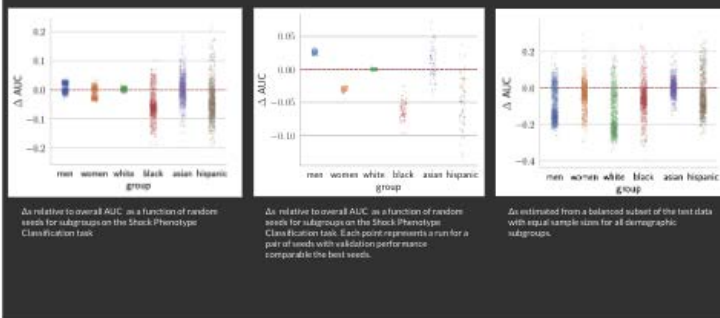 0.2
0.1
0.0
−0.1
−0.2
Δ AUC
men women white black asian hispanic
group
0.05
0.00
−0.05
−0.10
Δ AUC
men women white black asian hispanic
group
0.2
0.0
−0.2
−0.4
Δ AUC
men women white black asian hispanic
group
Δs relative to overall AUC as a function of random
seeds for subgroups on the Shock Phenotype
Classification task
Δs relative to overall AUC as a function of random
seeds for subgroups on the Shock Phenotype
Classification task. Each point represents a run for a
pair of seeds with validation performance
comparable the best seeds.
Δs estimated from a balanced subset of the test data
with equal sample sizes for all demographic
subgroups.